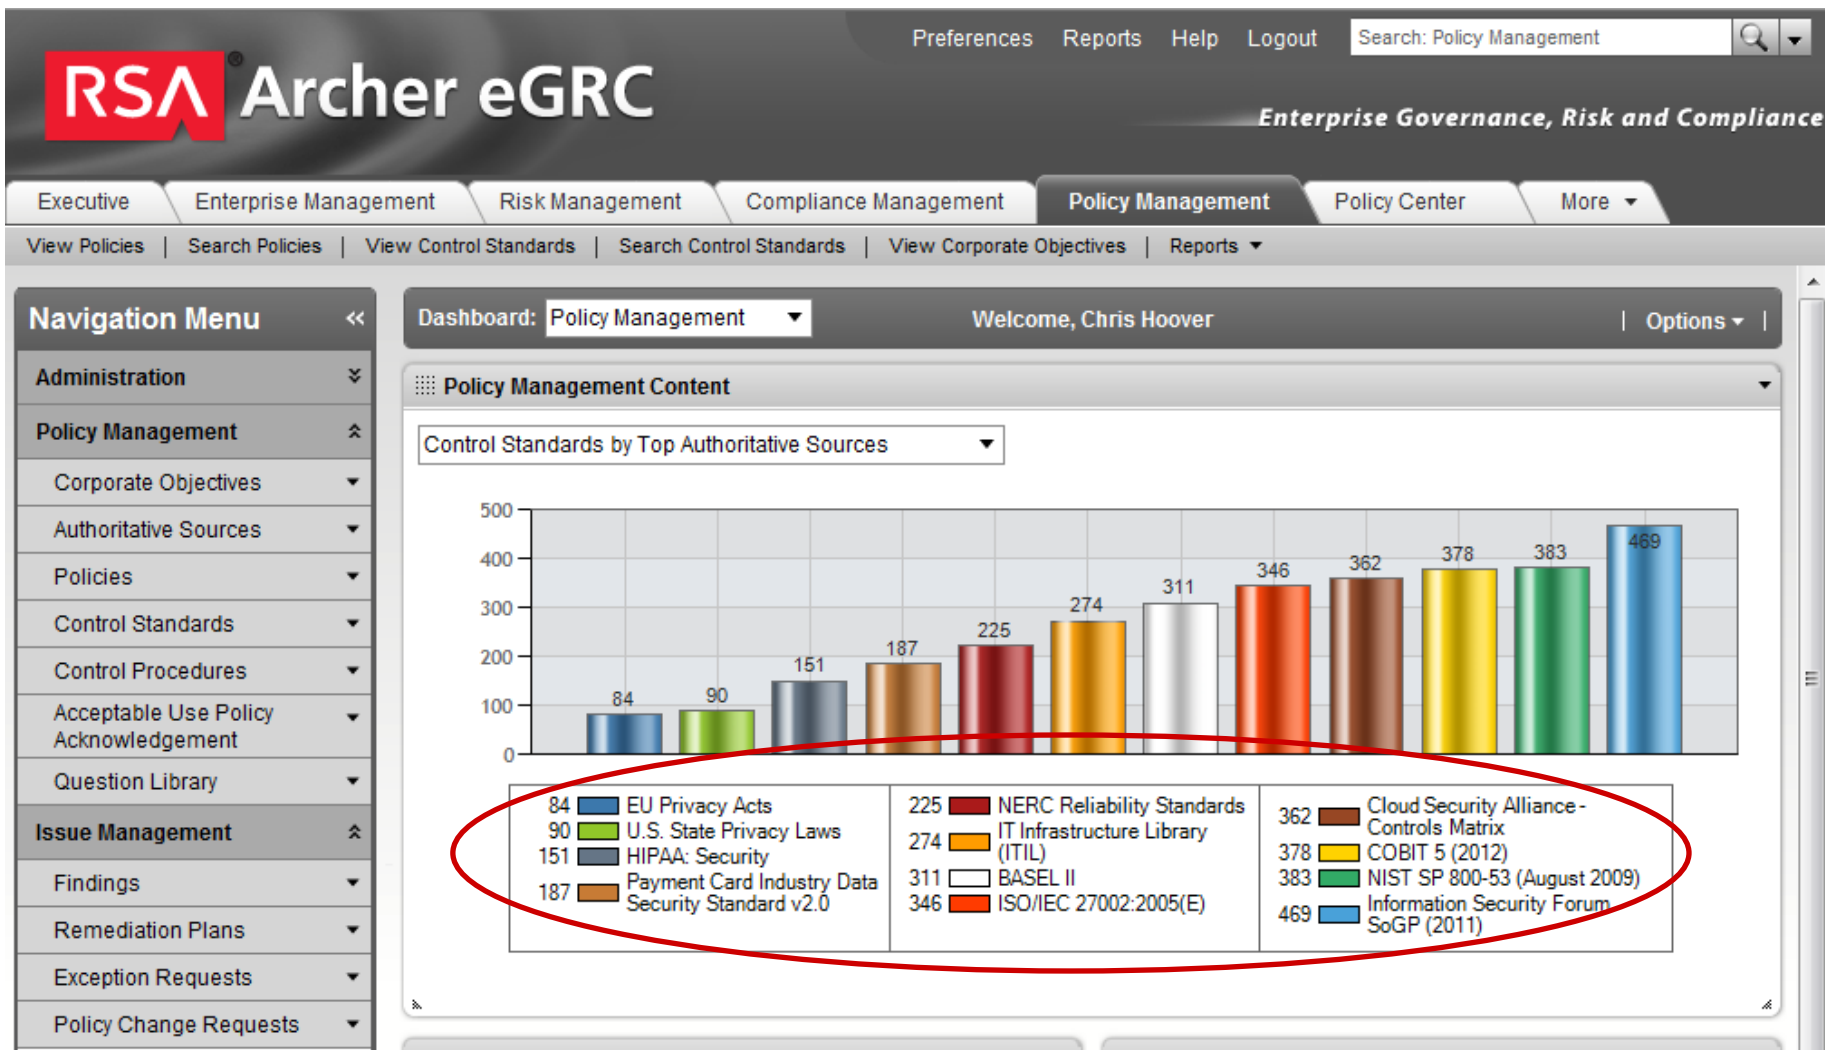 Preferences Reports Help Logout Search: Policy Management
RSA® Archer eGRC
Enterprise Governance, Risk and Compliance
Executive Enterprise Management Risk Management Compliance Management Policy Management Policy Center More
View Policies | Search Policies | View Control Standards | Search Control Standards | View Corporate Objectives | Reports
Navigation Menu «
Administration
Policy Management
Corporate Objectives
Authoritative Sources
Policies
Control Standards
Control Procedures
Acceptable Use Policy
Acknowledgement
Question Library
Issue Management
Findings
Remediation Plans
Exception Requests
Policy Change Requests
Dashboard: Policy Management Welcome, Chris Hoover | Options |
Policy Management Content
Control Standards by Top Authoritative Sources
500
400
300
200
100
0
84
90
151
187
225
274
311
346
362
378
383
469
84 EU Privacy Acts
90 U.S. State Privacy Laws
151 HIPAA: Security
187 Payment Card Industry Data
Security Standard v2.0
225 NERC Reliability Standards
274 IT Infrastructure Library
(ITIL)
311 BASEL II
346 ISO/IEC 27002:2005(E)
362 Cloud Security Alliance -
Controls Matrix
378 COBIT 5 (2012)
383 NIST SP 800-53 (August 2009)
469 Information Security Forum
SoGP (2011)